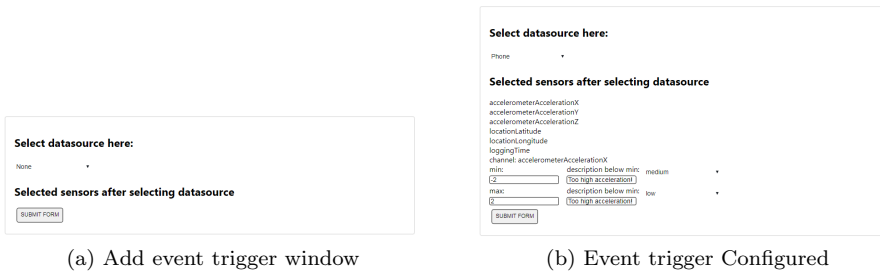 Select datasource here:
None
Selected sensors after selecting datasource
SUBMIT FORM
(a) Add event trigger window
Select datasource here:
Phone
Selected sensors after selecting datasource
accelerometerAccelerationX
accelerometerAccelerationY
accelerometerAccelerationZ
locationLatitude
locationLongitude
loggingTime
channel: accelerometerAccelerationX
min: description below min: medium
-2 Too high acceleration!
max: description below min: low
2 Too high acceleration!
SUBMIT FORM
(b) Event trigger Configured